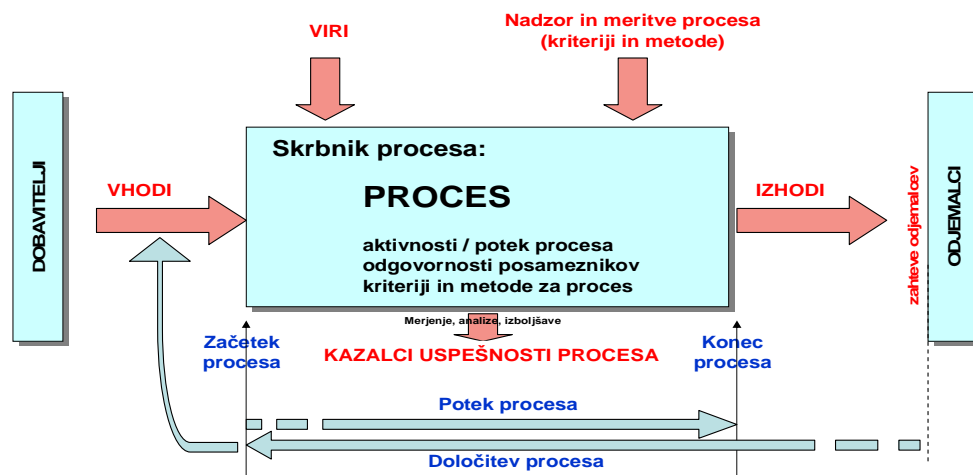 VIRI
Nadzor in meritve procesa
(kriteriji in metode)
DOBAVITELJI
VHODI
Skrbnik procesa:
PROCES
aktivnosti / potek procesa
odgovornosti posameznikov
kriteriji in metode za proces
IZHODI
zahteve odjemalcev
ODJEMALCI
Merjenje, analize, izboljšave
KAZALCI USPEŠNOSTI PROCESA
Začetek
procesa
Konec
procesa
Potek procesa
Določitev procesa